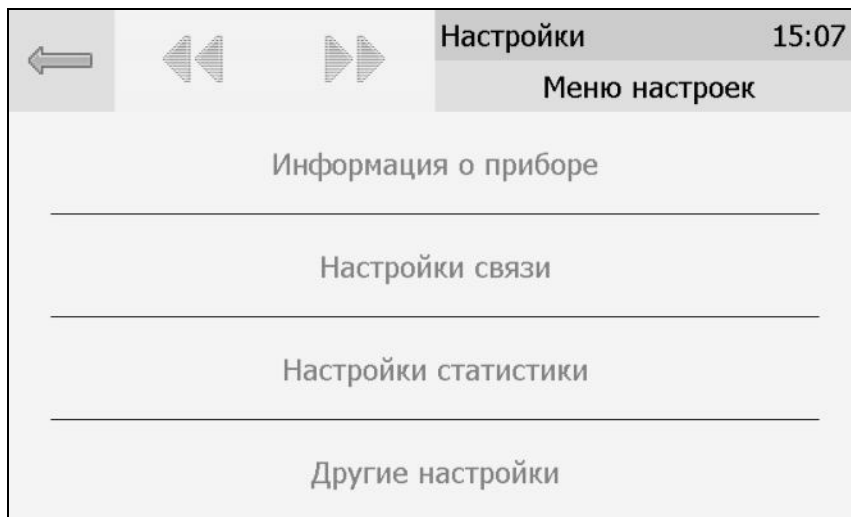 Настройки 15:07
Меню настроек
Информация о приборе
Настройки связи
Настройки статистики
Другие настройки